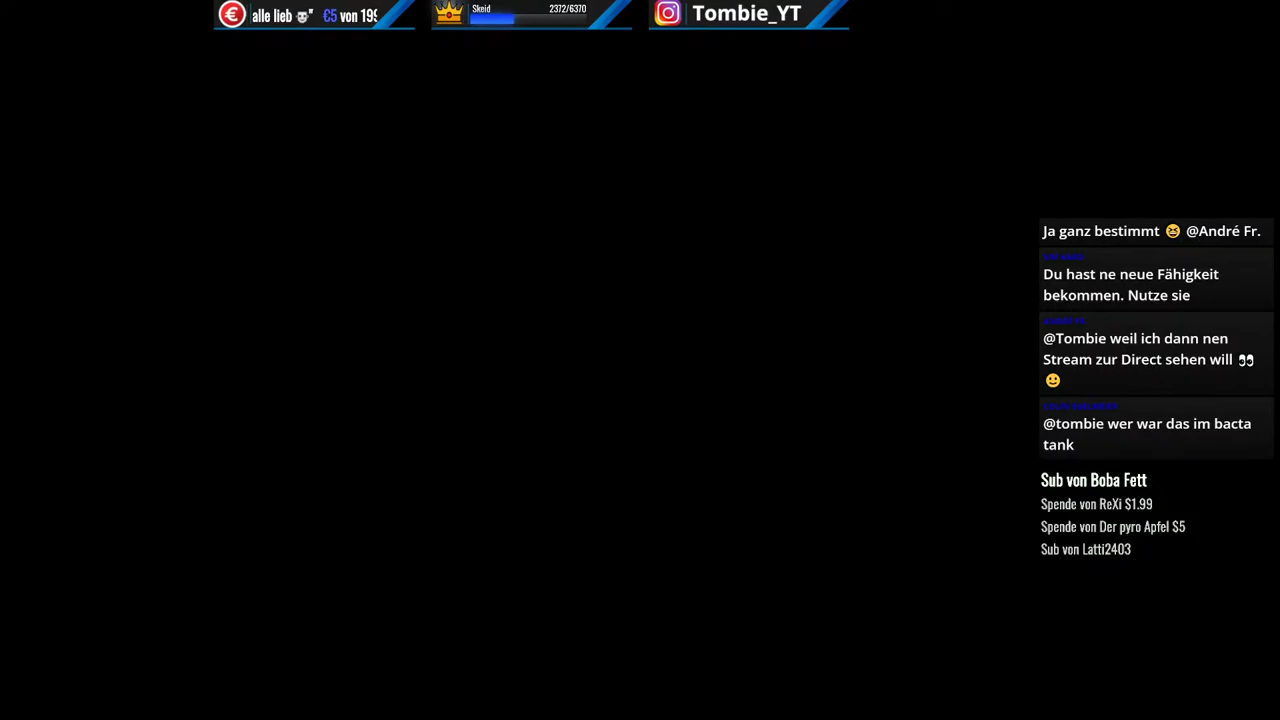 alle lieb €5 von 199
Skeid 2372/6370
Tombie_YT
Ja ganz bestimmt 😆 @André Fr.
Du hast ne neue Fähigkeit
bekommen. Nutze sie
@Tombie weil ich dann nen
Stream zur Direct sehen will 👀
🙂
@tombie wer war das im bacta
tank
Sub von Boba Fett
Spende von ReXi $1.99
Spende von Der pyro Apfel $5
Sub von Latti2403